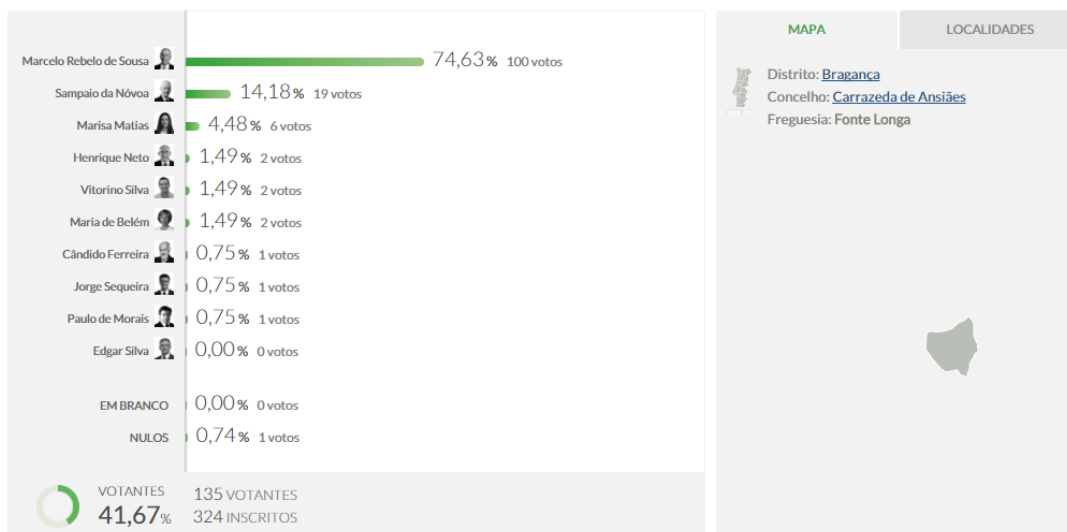 Marcelo Rebelo de Sousa 74,63% 100 votos
Sampaio da Nóvoa 14,18% 19 votos
Marisa Matias 4,48% 6 votos
Henrique Neto 1,49% 2 votos
Vitorino Silva 1,49% 2 votos
Maria de Belém 1,49% 2 votos
Cândido Ferreira 0,75% 1 votos
Jorge Sequeira 0,75% 1 votos
Paulo de Morais 0,75% 1 votos
Edgar Silva 0,00% 0 votos
EM BRANCO 0,00% 0 votos
NULOS 0,74% 1 votos
VOTANTES
41,67%
135 VOTANTES
324 INSCRITOS
MAPA LOCALIDADES
Distrito: Bragança
Concelho: Carrazeda de Ansiães
Freguesia: Fonte Longa